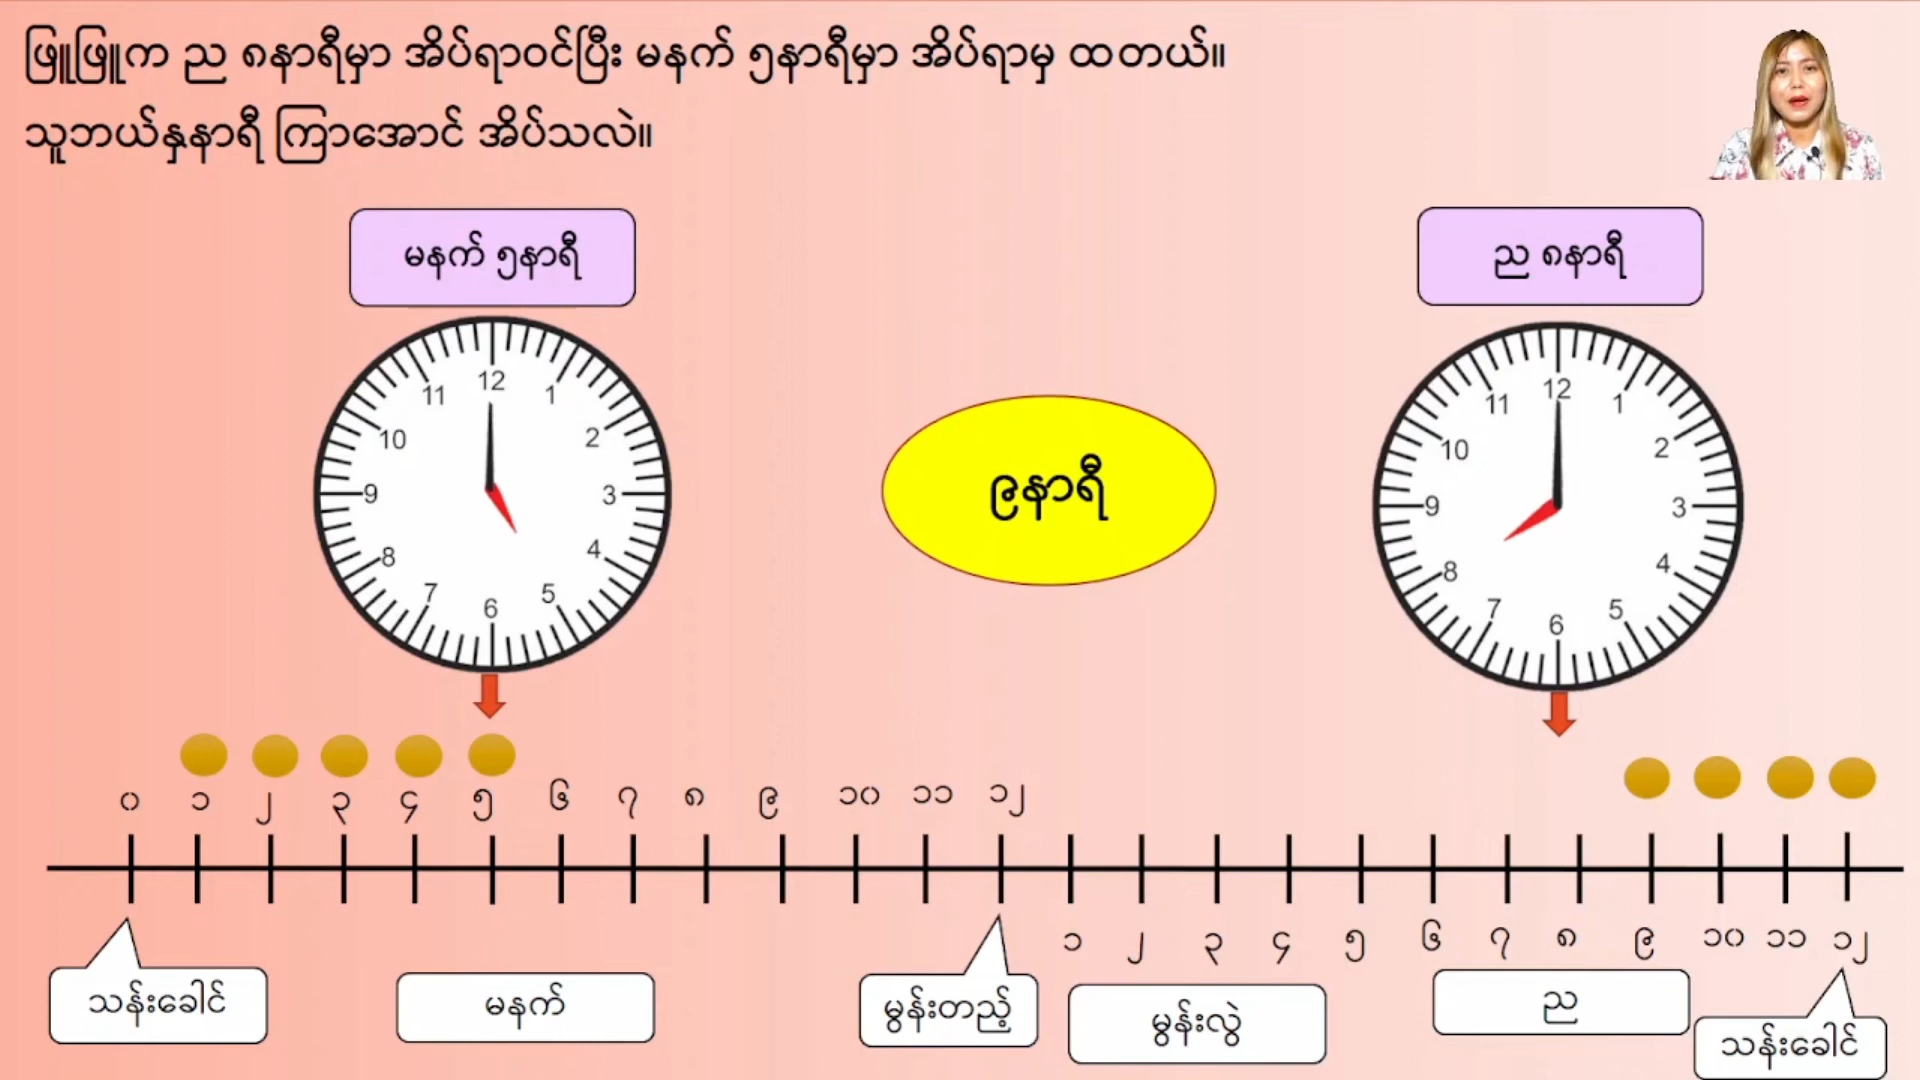 ဖြူဖြူက ည ၈နာရီမှာ အိပ်ရာဝင်ပြီး မနက် ၅နာရီမှာ အိပ်ရာမှ ထတယ်။
သူဘယ်နှနာရီ ကြာအောင် အိပ်သလဲ။
မနက် ၅နာရီ
ည ၈နာရီ
12
11 1
10 2
9 3
8 4
7 5
6
၉နာရီ
12
11 1
10 2
9 3
8 4
7 5
6
၀ ၁ ၂ ၃ ၄ ၅ ၆ ၇ ၈ ၉ ၁၀ ၁၁ ၁၂
၁ ၂ ၃ ၄ ၅ ၆ ၇ ၈ ၉ ၁၀ ၁၁ ၁၂
သန်းခေါင်
မနက်
မွန်းတည့်
မွန်းလွဲ
ည
သန်းခေါင်